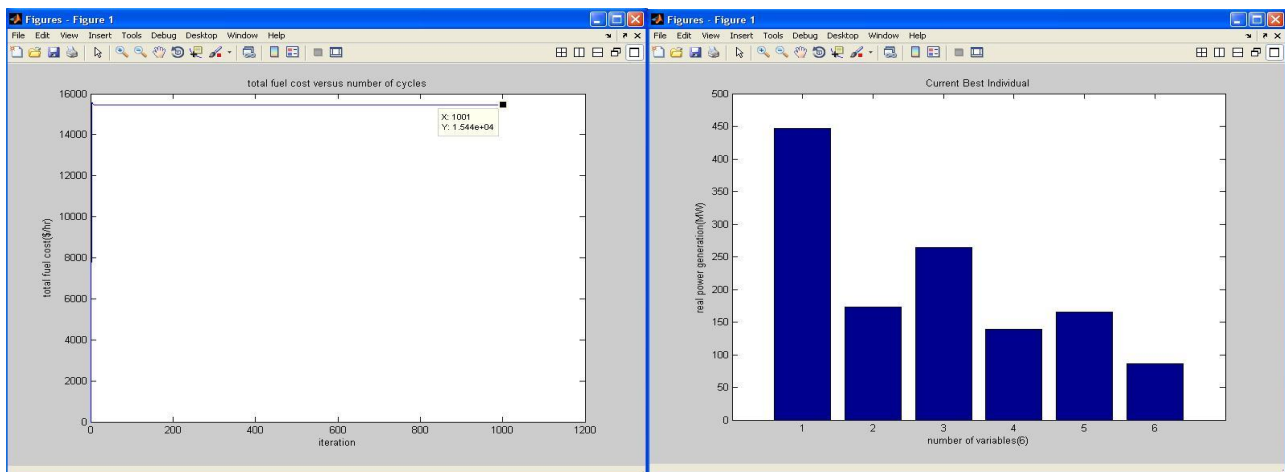 Figures - Figure 1
File Edit View Insert Tools Debug Desktop Window Help
total fuel cost versus number of cycles
total fuel cost($/hr)
16000
14000
12000
10000
8000
6000
4000
2000
0
X: 1001
Y: 1.544e+04
0 200 400 600 800 1000 1200
iteration
Figures - Figure 1
File Edit View Insert Tools Debug Desktop Window Help
Current Best Individual
real power generation(MW)
500
450
400
350
300
250
200
150
100
50
0
1 2 3 4 5 6
number of variables(6)